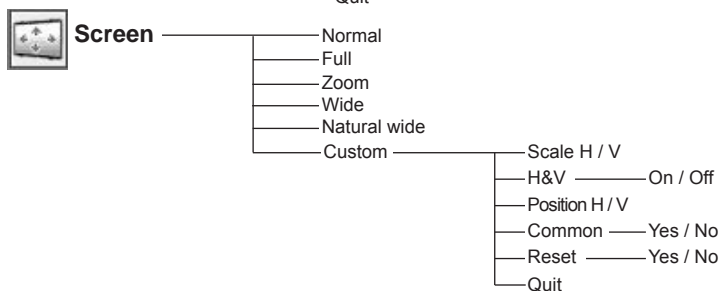 Quit
Screen Normal
Full
Zoom
Wide
Natural wide
Custom Scale H / V
H&V On / Off
Position H / V
Common Yes / No
Reset Yes / No
Quit